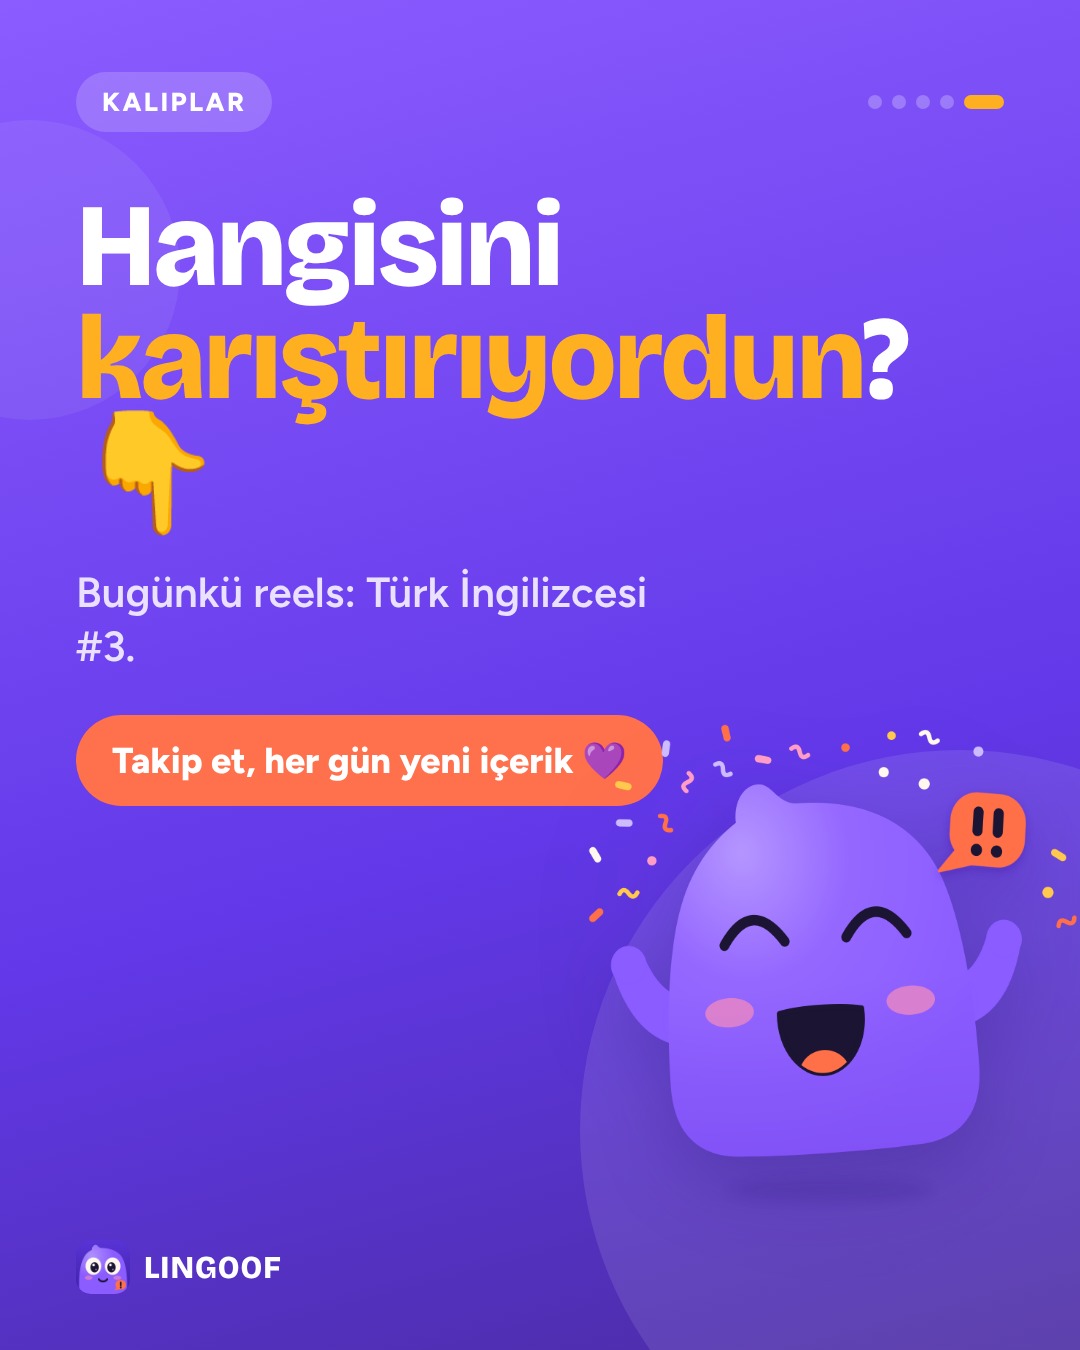 KALIPLAR
Hangisini
karıştırıyordun?
👇
Bugünkü reels: Türk İngilizcesi
#3.
Takip et, her gün yeni içerik 💜
!!
LINGOOF